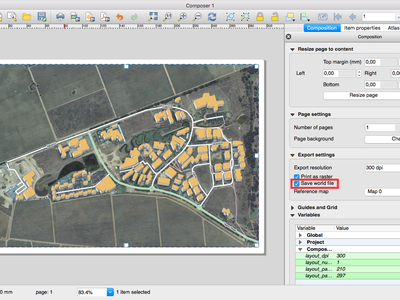 Composer 1
Composition
Item properties
Atlas
Composition
Resize page to content
Top margin (mm)
0,00
Left
0,00
Right
0,00
Bottom
0,00
Resize page
Page settings
Number of pages
1
Page background
Export settings
Export resolution
300 dpi
Print as raster
Save world file
Reference map
Map 0
Guides and Grid
Variables
Variable
Value
Global
Project
Compos...
layout_dpi
300
layout_nu...
1
layout_pa...
210
layout_pa...
297
0 mm
page: 1
83,4%
1 item selected